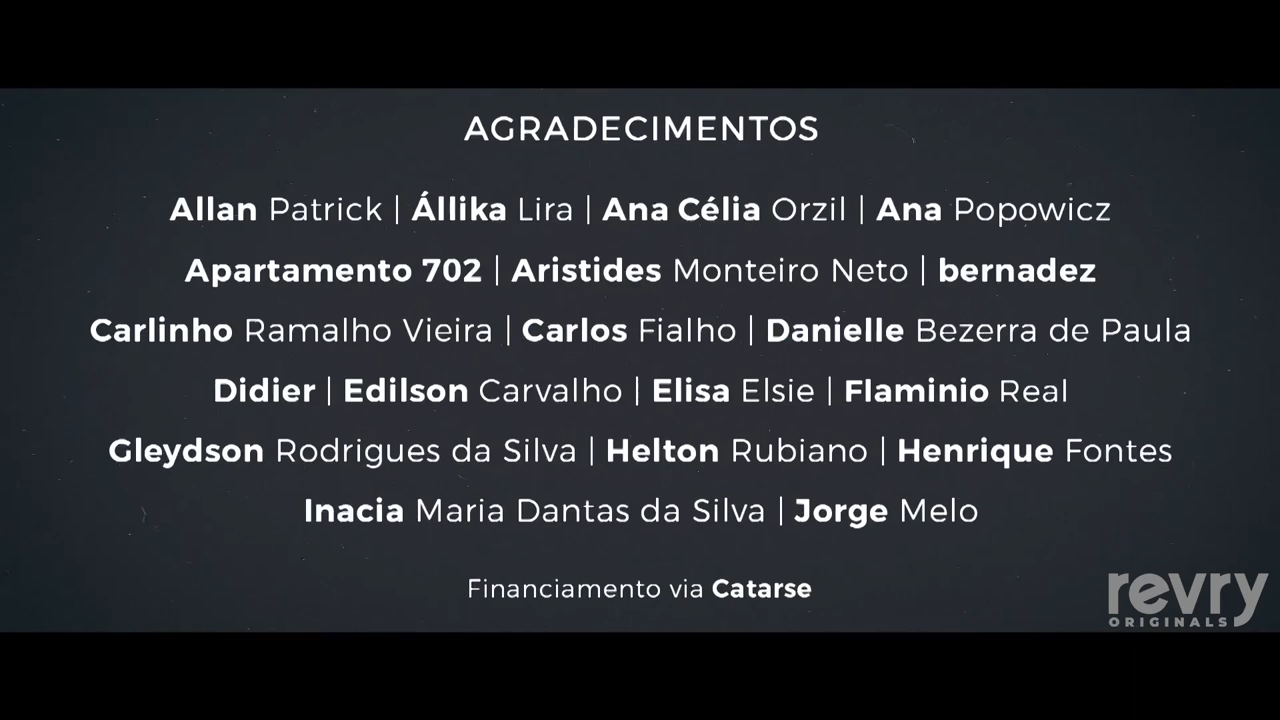 AGRADECIMENTOS
Allan Patrick | Állika Lira | Ana Célia Orzil | Ana Popowicz
Apartamento 702 | Aristides Monteiro Neto | bernadez
Carlinho Ramalho Vieira | Carlos Fialho | Danielle Bezerra de Paula
Didier | Edilson Carvalho | Elisa Elsie | Flaminio Real
Gleydson Rodrigues da Silva | Helton Rubiano | Henrique Fontes
Inacia Maria Dantas da Silva | Jorge Melo
Financiamento via Catarse
revry
ORIGINALS